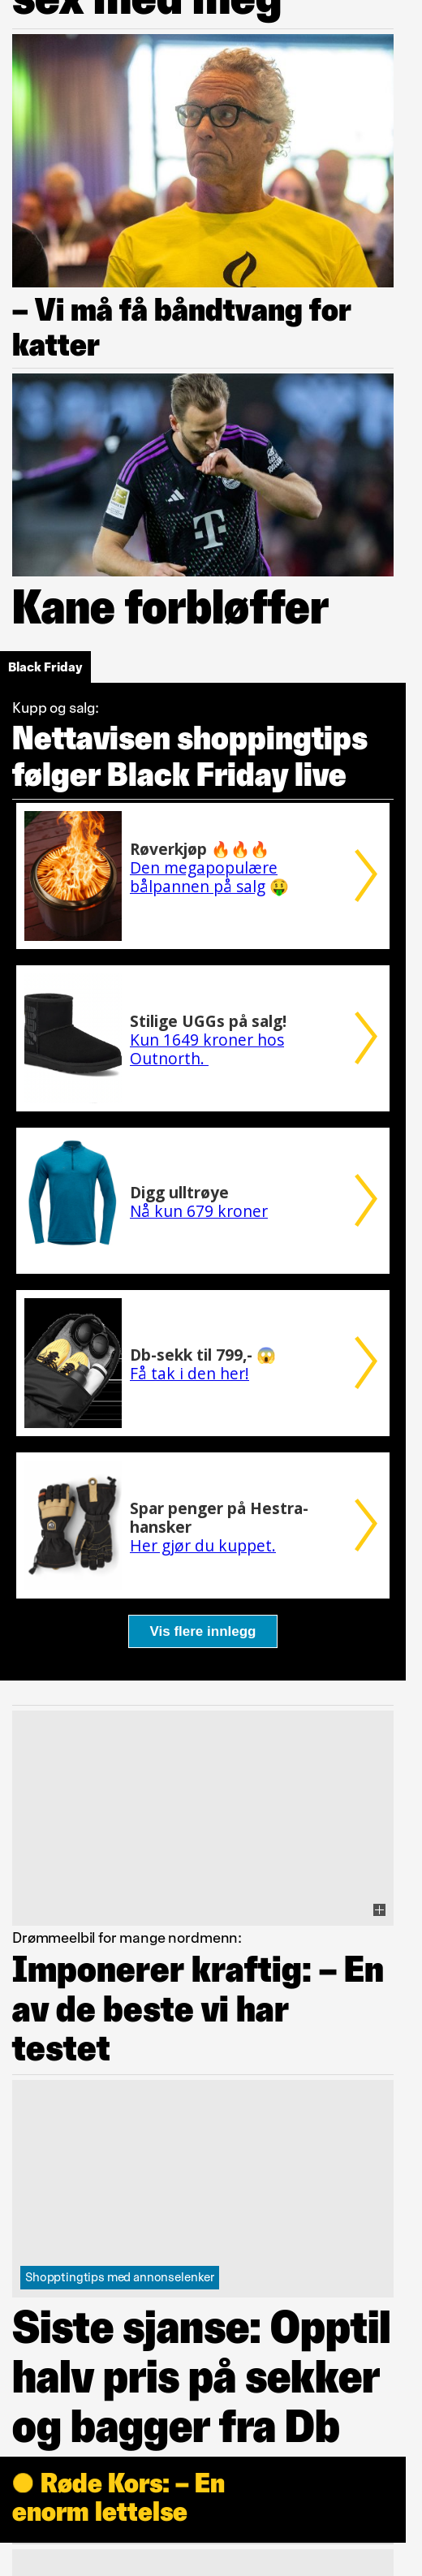 sex med meg
– Vi må få båndtvang for
katter
T
Kane forbløffer
Black Friday
Kupp og salg:
Nettavisen shoppingtips
følger Black Friday live
Røverkjøp 🔥🔥🔥
Den megapopulære
bålpannen på salg 🤑
Stilige UGGs på salg!
Kun 1649 kroner hos
Outnorth.
Digg ulltrøye
Nå kun 679 kroner
Db-sekk til 799,- 😱
Få tak i den her!
Spar penger på Hestra-
hansker
Her gjør du kuppet.
Vis flere innlegg
Drømmeelbil for mange nordmenn:
Imponerer kraftig: – En
av de beste vi har
testet
Shopptingtips med annonselenker
Siste sjanse: Opptil
halv pris på sekker
og bagger fra Db
Røde Kors: – En
enorm lettelse